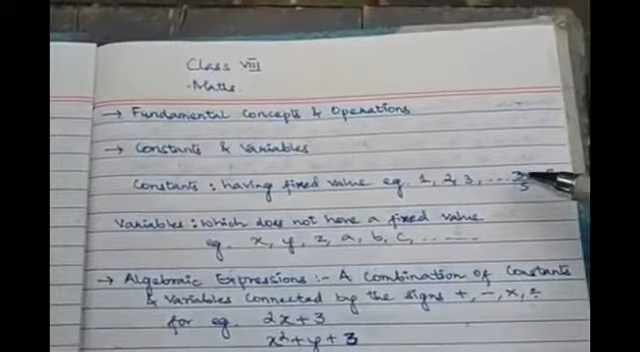 Class VIII
Maths.
→ Fundamental Concepts & Operations
→ Constants & Variables
Constants : having fixed value eg. 1, 2, 3, ... 3/5
Variables : which does not have a fixed value
eg. x, y, z, a, b, c, ........
→ Algebraic Expressions :- A Combination of Constants
& variables connected by the signs +, -, x, ÷
for eg. 2x + 3
x² + y + 3